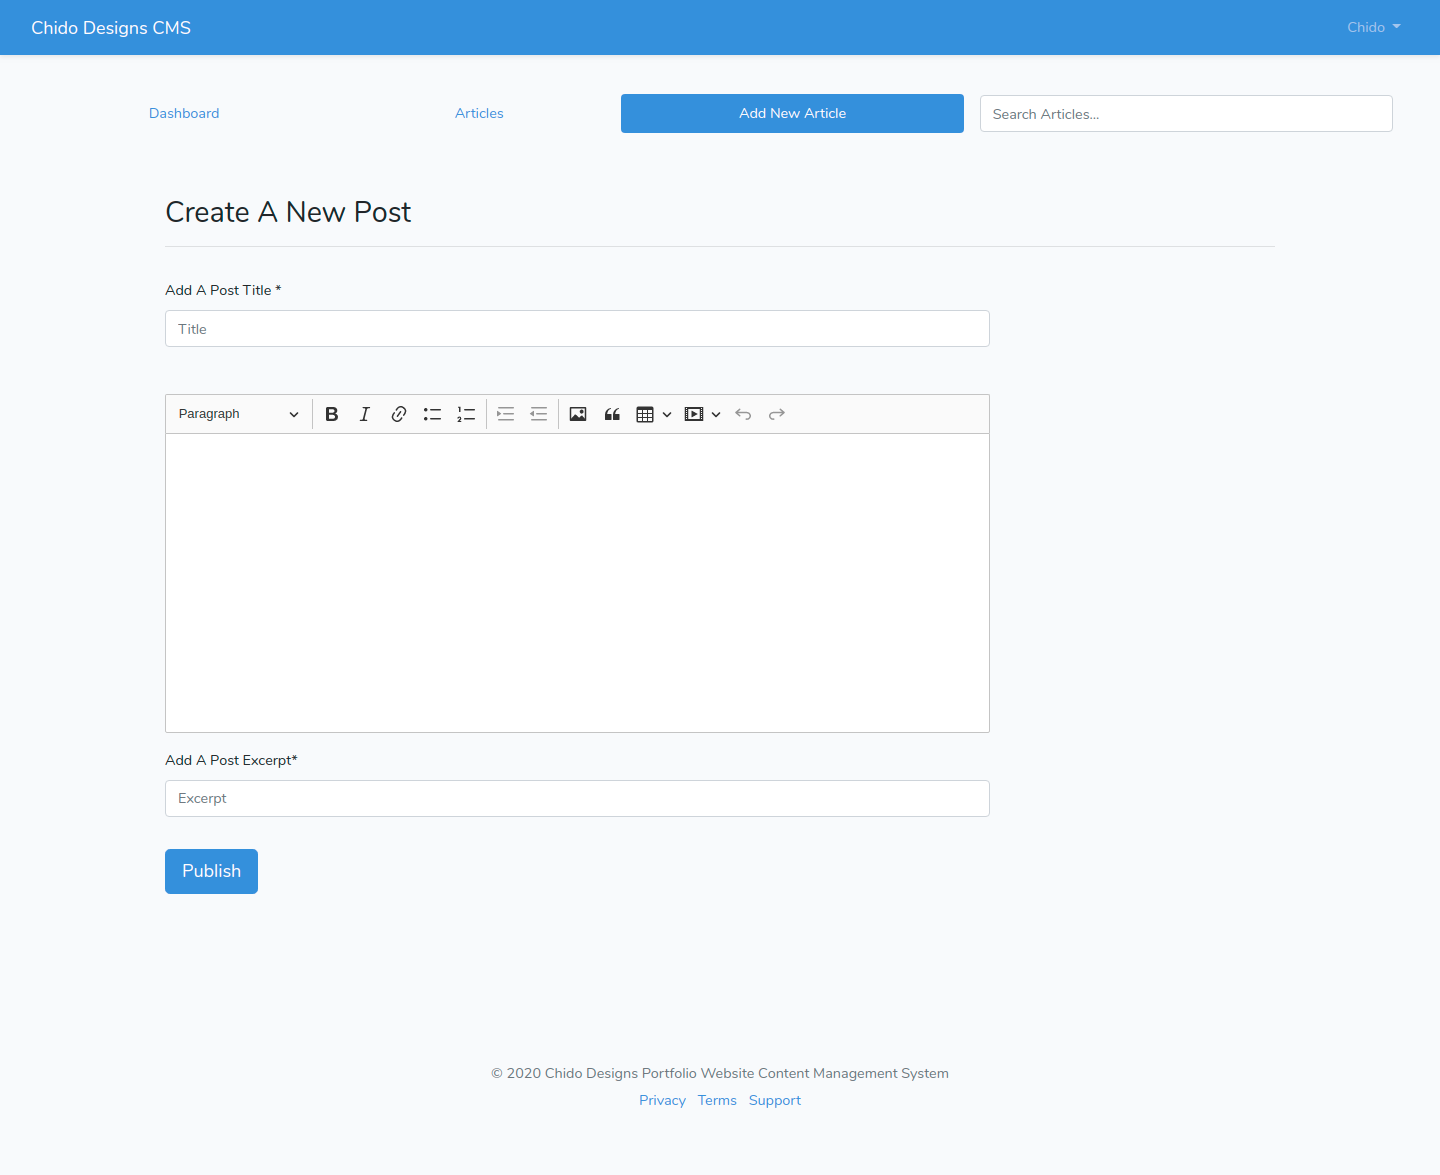 Chido Designs CMS
Chido
Dashboard
Articles
Add New Article
Search Articles...
Create A New Post
Add A Post Title *
Title
Paragraph
Add A Post Excerpt*
Excerpt
Publish
© 2020 Chido Designs Portfolio Website Content Management System
Privacy Terms Support